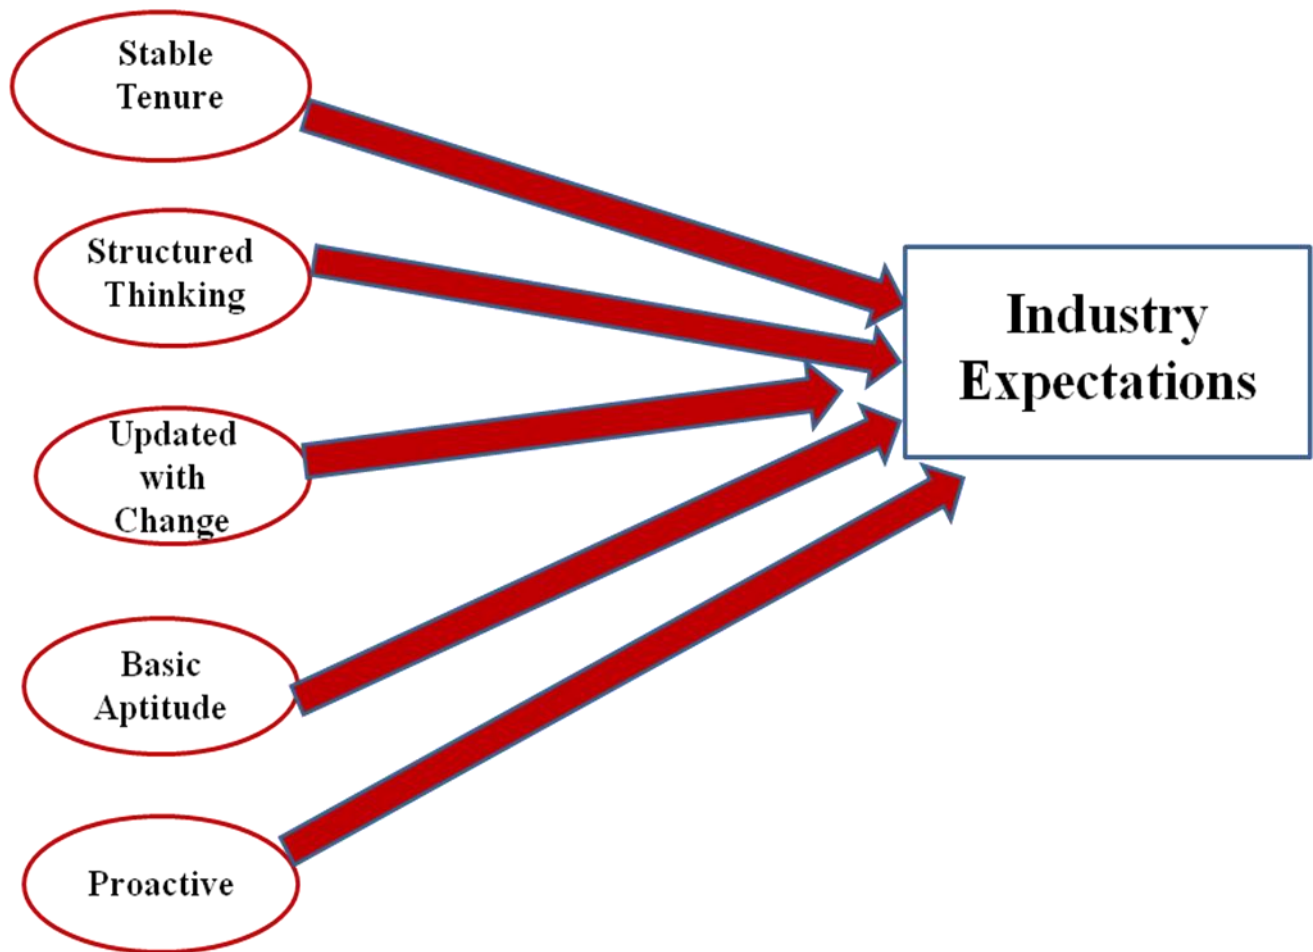 Stable
Tenure
Structured
Thinking
Updated
with
Change
Basic
Aptitude
Proactive
Industry
Expectations